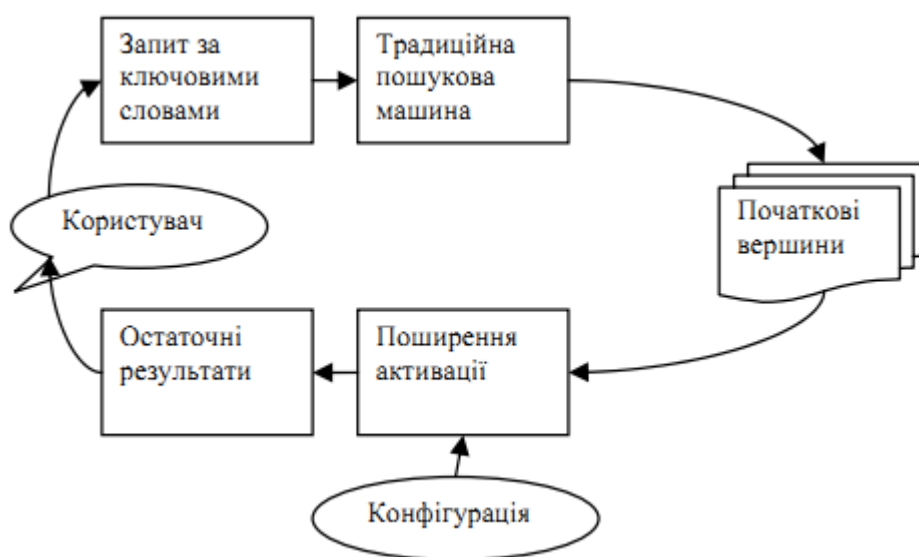 Запит за
ключовими
словами
Традиційна
пошукова
машина
Початкові
вершини
Користувач
Остаточні
результати
Поширення
активації
Конфігурація